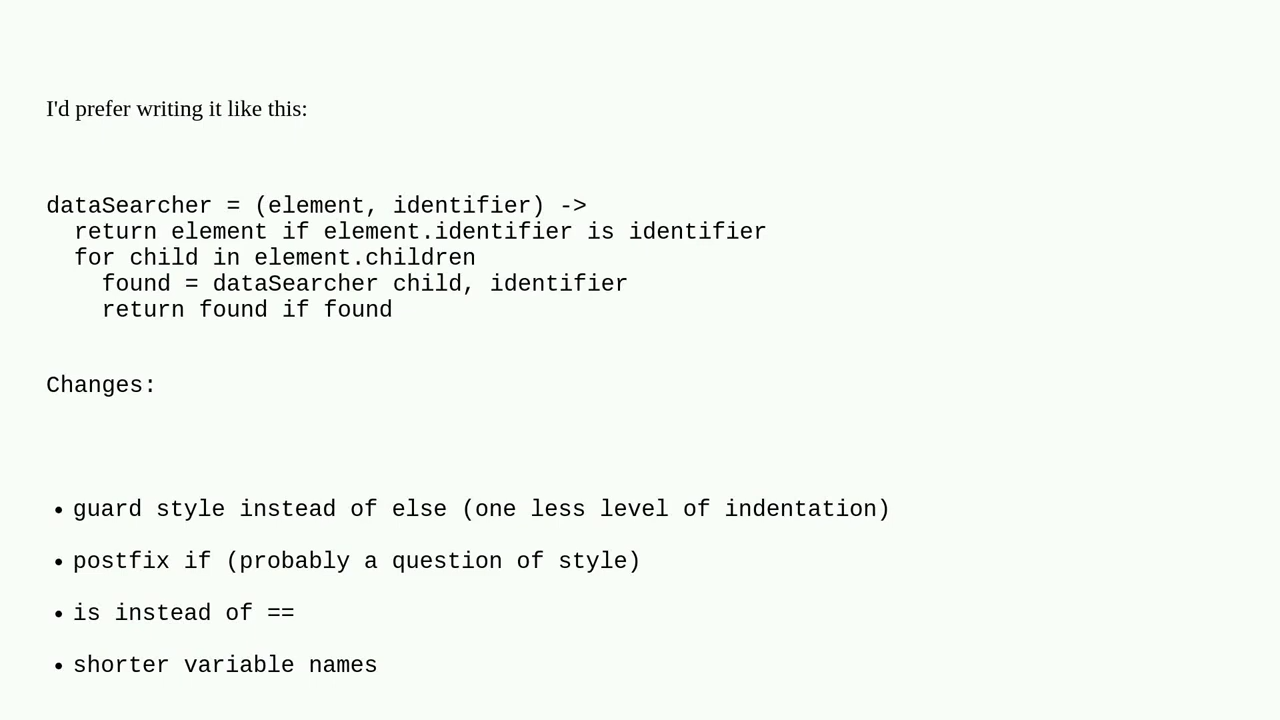 I'd prefer writing it like this:
dataSearcher = (element, identifier) ->
  return element if element.identifier is identifier
  for child in element.children
    found = dataSearcher child, identifier
    return found if found
Changes:
• guard style instead of else (one less level of indentation)
• postfix if (probably a question of style)
• is instead of ==
• shorter variable names